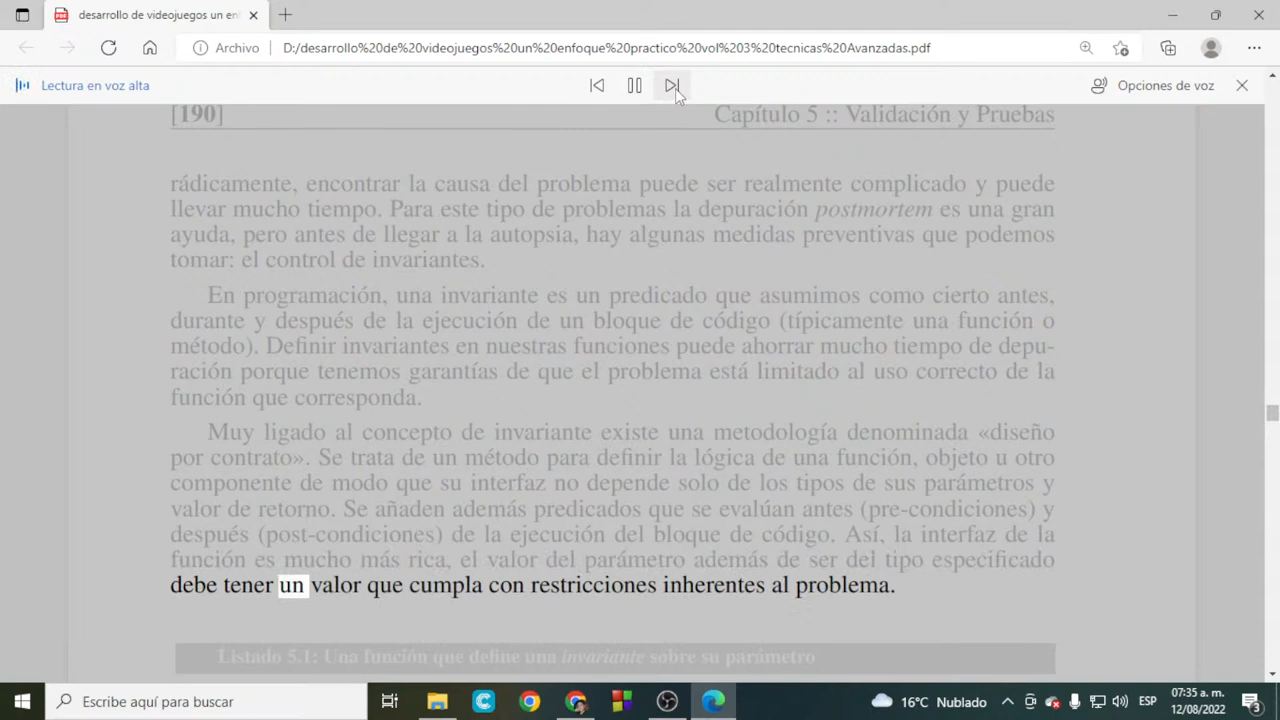 desarrollo de videojuegos un en
Archivo
D:/desarrollo%20de%20videojuegos%20un%20enfoque%20practico%20vol%203%20tecnicas%20Avanzadas.pdf
Lectura en voz alta
Opciones de voz
[190]
Capítulo 5 :: Validación y Pruebas
rádicamente, encontrar la causa del problema puede ser realmente complicado y puede
llevar mucho tiempo. Para este tipo de problemas la depuración postmortem es una gran
ayuda, pero antes de llegar a la autopsia, hay algunas medidas preventivas que podemos
tomar: el control de invariantes.
En programación, una invariante es un predicado que asumimos como cierto antes,
durante y después de la ejecución de un bloque de código (típicamente una función o
método). Definir invariantes en nuestras funciones puede ahorrar mucho tiempo de depu-
ración porque tenemos garantías de que el problema está limitado al uso correcto de la
función que corresponda.
Muy ligado al concepto de invariante existe una metodología denominada «diseño
por contrato». Se trata de un método para definir la lógica de una función, objeto u otro
componente de modo que su interfaz no depende solo de los tipos de sus parámetros y
valor de retorno. Se añaden además predicados que se evalúan antes (pre-condiciones) y
después (post-condiciones) de la ejecución del bloque de código. Así, la interfaz de la
función es mucho más rica, el valor del parámetro además de ser del tipo especificado
debe tener un valor que cumpla con restricciones inherentes al problema.
Listado 5.1: Una función que define una invariante sobre su parámetro
Escribe aquí para buscar
16°C Nublado
ESP
07:35 a. m.
12/08/2022
3